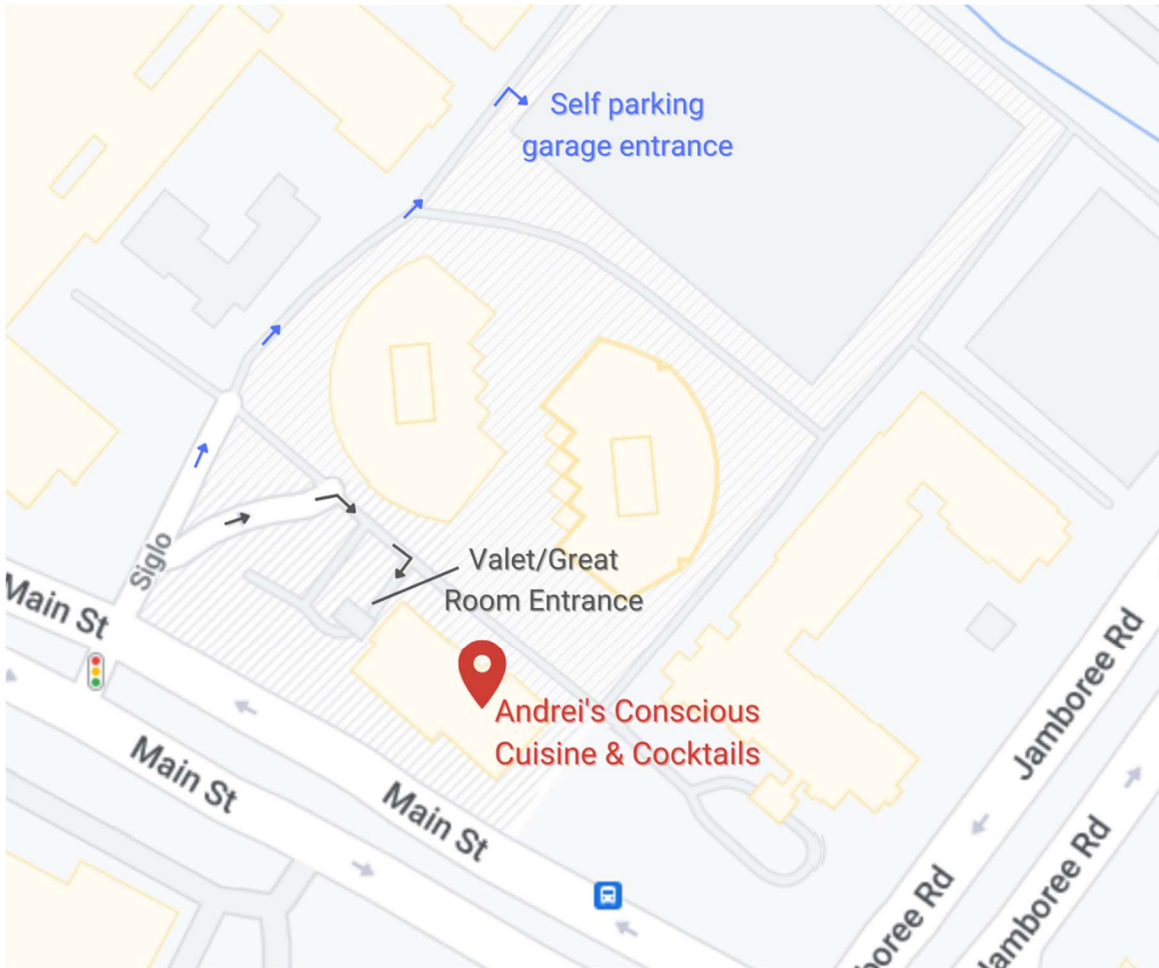 Self parking
garage entrance
Siglo
Valet/Great
Room Entrance
Main St
Andrei's Conscious
Cuisine & Cocktails
Main St
Main St
Jamboree Rd
Jamboree Rd
boree Rd